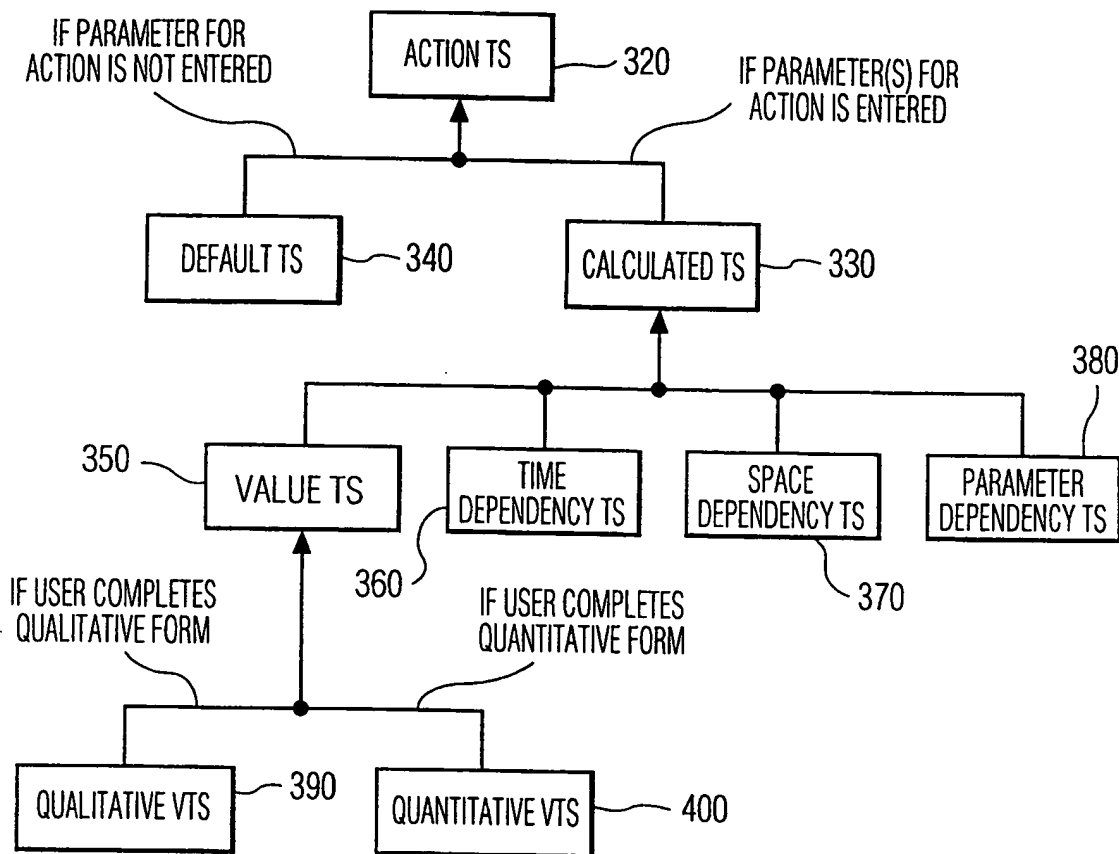 IF PARAMETER FOR
ACTION IS NOT ENTERED
ACTION TS
320
IF PARAMETER(S) FOR
ACTION IS ENTERED
DEFAULT TS
340
CALCULATED TS
330
380
350
VALUE TS
TIME
DEPENDENCY TS
SPACE
DEPENDENCY TS
PARAMETER
DEPENDENCY TS
360
370
IF USER COMPLETES
QUALITATIVE FORM
IF USER COMPLETES
QUANTITATIVE FORM
QUALITATIVE VTS
390
QUANTITATIVE VTS
400